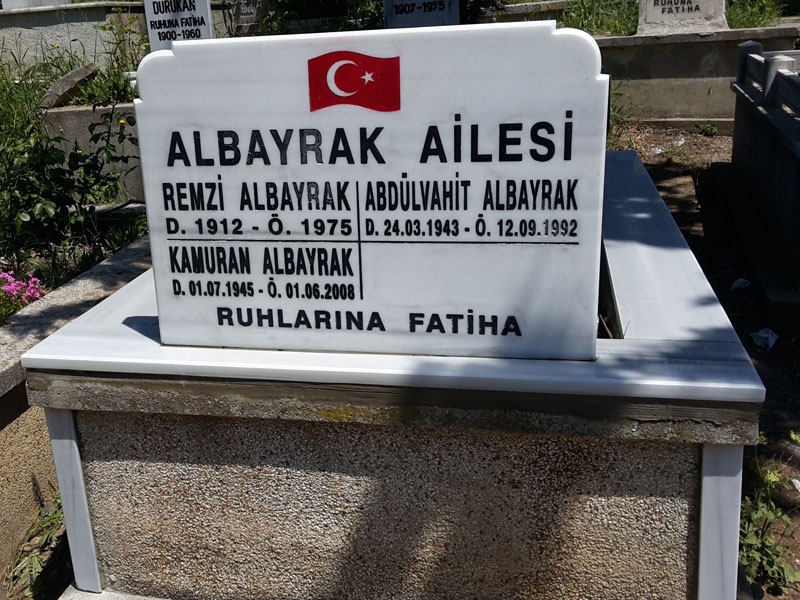 DURUKAN
RUHUNA FATİHA
1900-1960
1907-1975
RUHUNA
FATİHA
ALBAYRAK AİLESİ
REMZİ ALBAYRAK
D. 1912 - Ö. 1975
ABDÜLVAHİT ALBAYRAK
D. 24.03.1943 - Ö. 12.09.1992
KAMURAN ALBAYRAK
D. 01.07.1945 - Ö. 01.06.2008
RUHLARINA FATİHA